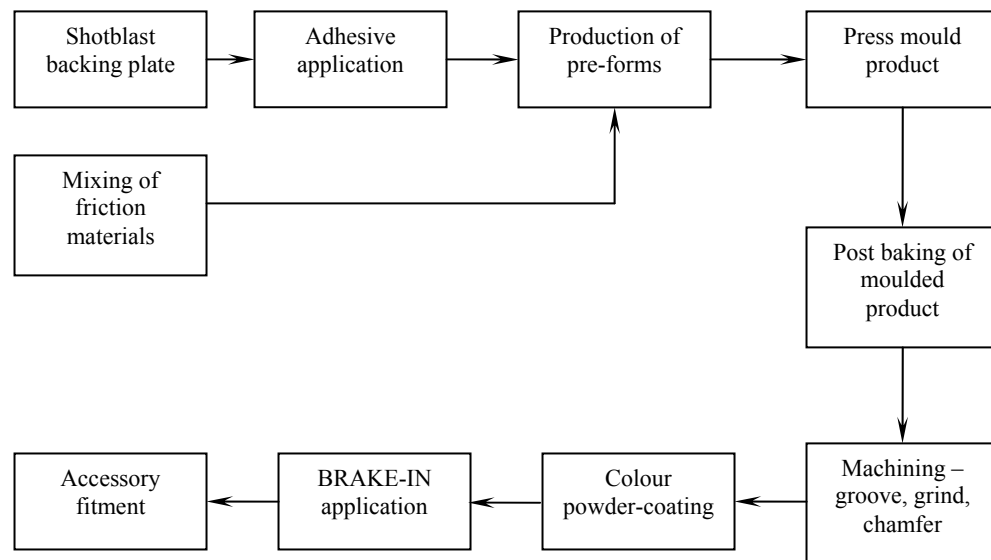 Shotblast
backing plate
Adhesive
application
Production of
pre-forms
Press mould
product
Mixing of
friction
materials
Post baking of
moulded
product
Machining –
groove, grind,
chamfer
Colour
powder-coating
BRAKE-IN
application
Accessory
fitment